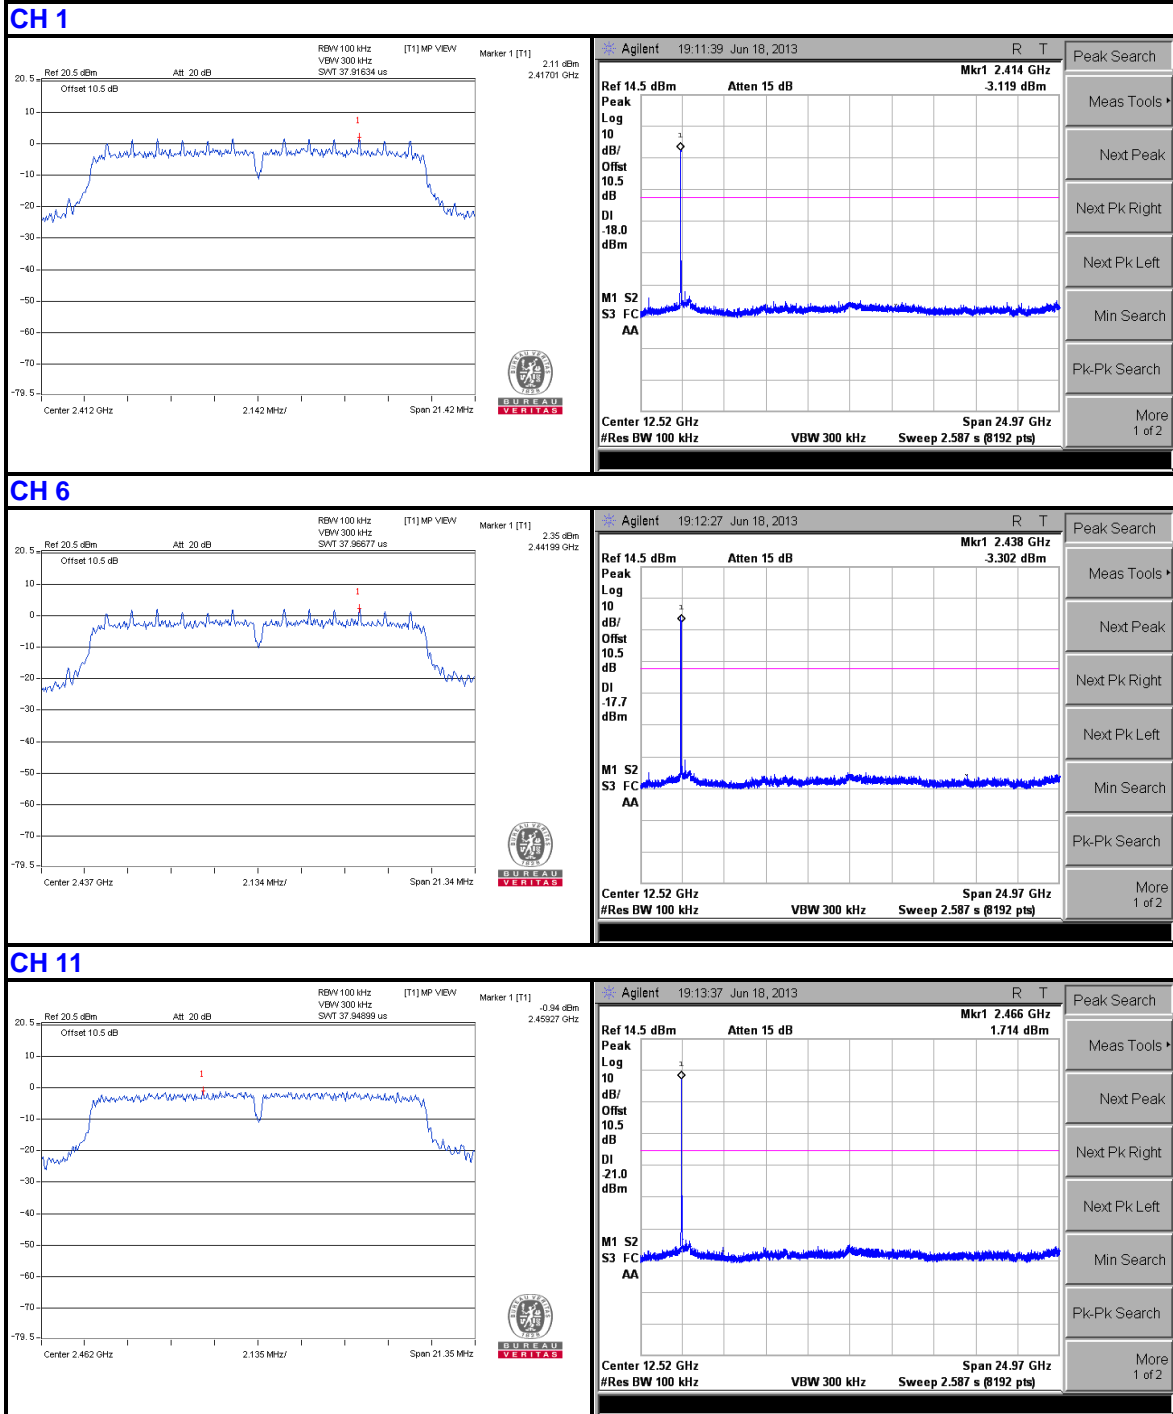 CH 1
RBW 100 kHz [T1] MP VIEW Marker 1 [T1]
VBW 300 kHz 2.11 dBm
Ref 20.5 dBm Att 20 dB SWT 37.91634 us 2.41701 GHz
20.5
Offset 10.5 dB
10
0
-10
-20
-30
-40
-50
-60
-70
-79.5
1
Center 2.412 GHz 2.142 MHz/ Span 21.42 MHz
BUREAU VERITAS
1828
BUREAU
VERITAS
Agilent 19:11:39 Jun 18, 2013 R T
Mkr1 2.414 GHz
Ref 14.5 dBm Atten 15 dB -3.119 dBm
Peak
Log
10
dB/
Offst
10.5
dB
DI
-18.0
dBm
M1 S2
S3 FC
AA
1
Center 12.52 GHz Span 24.97 GHz
#Res BW 100 kHz VBW 300 kHz Sweep 2.587 s (8192 pts)
Peak Search
Meas Tools
Next Peak
Next Pk Right
Next Pk Left
Min Search
Pk-Pk Search
More
1 of 2
CH 6
RBW 100 kHz [T1] MP VIEW Marker 1 [T1]
VBW 300 kHz 2.35 dBm
Ref 20.5 dBm Att 20 dB SWT 37.96677 us 2.44199 GHz
20.5
Offset 10.5 dB
10
0
-10
-20
-30
-40
-50
-60
-70
-79.5
1
Center 2.437 GHz 2.134 MHz/ Span 21.34 MHz
BUREAU VERITAS
1828
BUREAU
VERITAS
Agilent 19:12:27 Jun 18, 2013 R T
Mkr1 2.438 GHz
Ref 14.5 dBm Atten 15 dB -3.302 dBm
Peak
Log
10
dB/
Offst
10.5
dB
DI
-17.7
dBm
M1 S2
S3 FC
AA
1
Center 12.52 GHz Span 24.97 GHz
#Res BW 100 kHz VBW 300 kHz Sweep 2.587 s (8192 pts)
Peak Search
Meas Tools
Next Peak
Next Pk Right
Next Pk Left
Min Search
Pk-Pk Search
More
1 of 2
CH 11
RBW 100 kHz [T1] MP VIEW Marker 1 [T1]
VBW 300 kHz -0.94 dBm
Ref 20.5 dBm Att 20 dB SWT 37.94899 us 2.45927 GHz
20.5
Offset 10.5 dB
10
0
-10
-20
-30
-40
-50
-60
-70
-79.5
1
Center 2.462 GHz 2.135 MHz/ Span 21.35 MHz
BUREAU VERITAS
1828
BUREAU
VERITAS
Agilent 19:13:37 Jun 18, 2013 R T
Mkr1 2.466 GHz
Ref 14.5 dBm Atten 15 dB 1.714 dBm
Peak
Log
10
dB/
Offst
10.5
dB
DI
-21.0
dBm
M1 S2
S3 FC
AA
1
Center 12.52 GHz Span 24.97 GHz
#Res BW 100 kHz VBW 300 kHz Sweep 2.587 s (8192 pts)
Peak Search
Meas Tools
Next Peak
Next Pk Right
Next Pk Left
Min Search
Pk-Pk Search
More
1 of 2